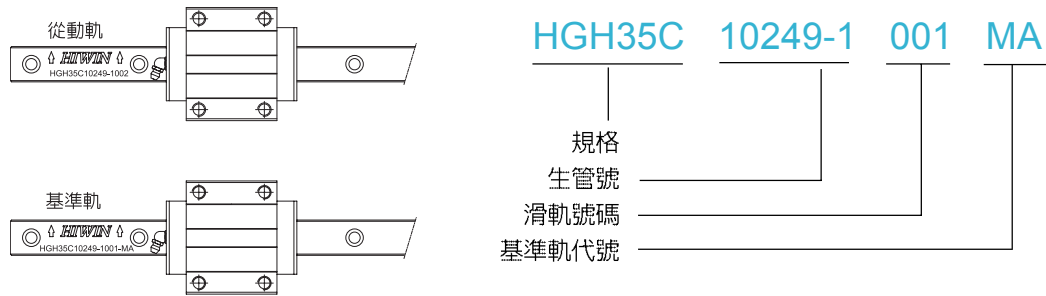 從動軌
HIWIN
HGH35C10249-1002
基準軌
HIWIN
HGH35C10249-1001-MA
HGH35C 10249-1 001 MA
規格
生管號
滑軌號碼
基準軌代號